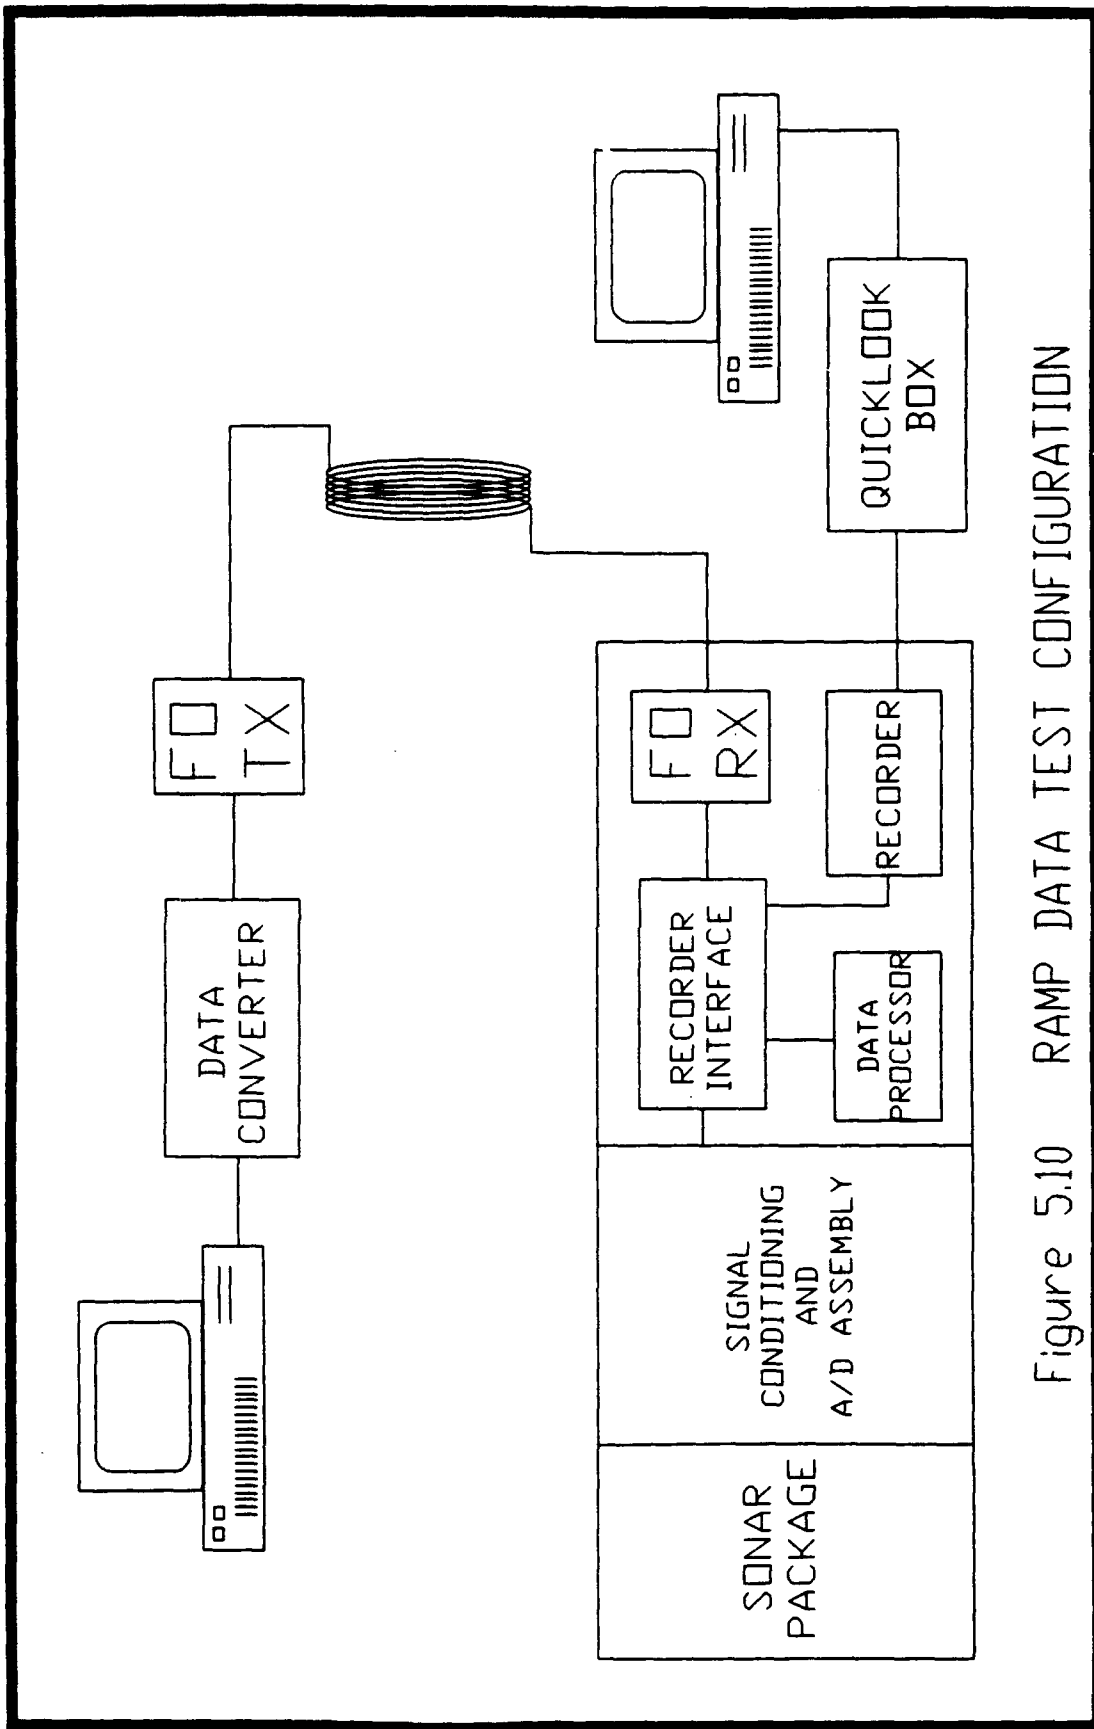 DATA
CONVERTER
FO
TX
SONAR
PACKAGE
SIGNAL
CONDITIONING
AND
A/D ASSEMBLY
RECORDER
INTERFACE
DATA
PROCESSOR
FO
RX
RECORDER
QUICKLOOK
BOX
Figure 5.10 RAMP DATA TEST CONFIGURATION